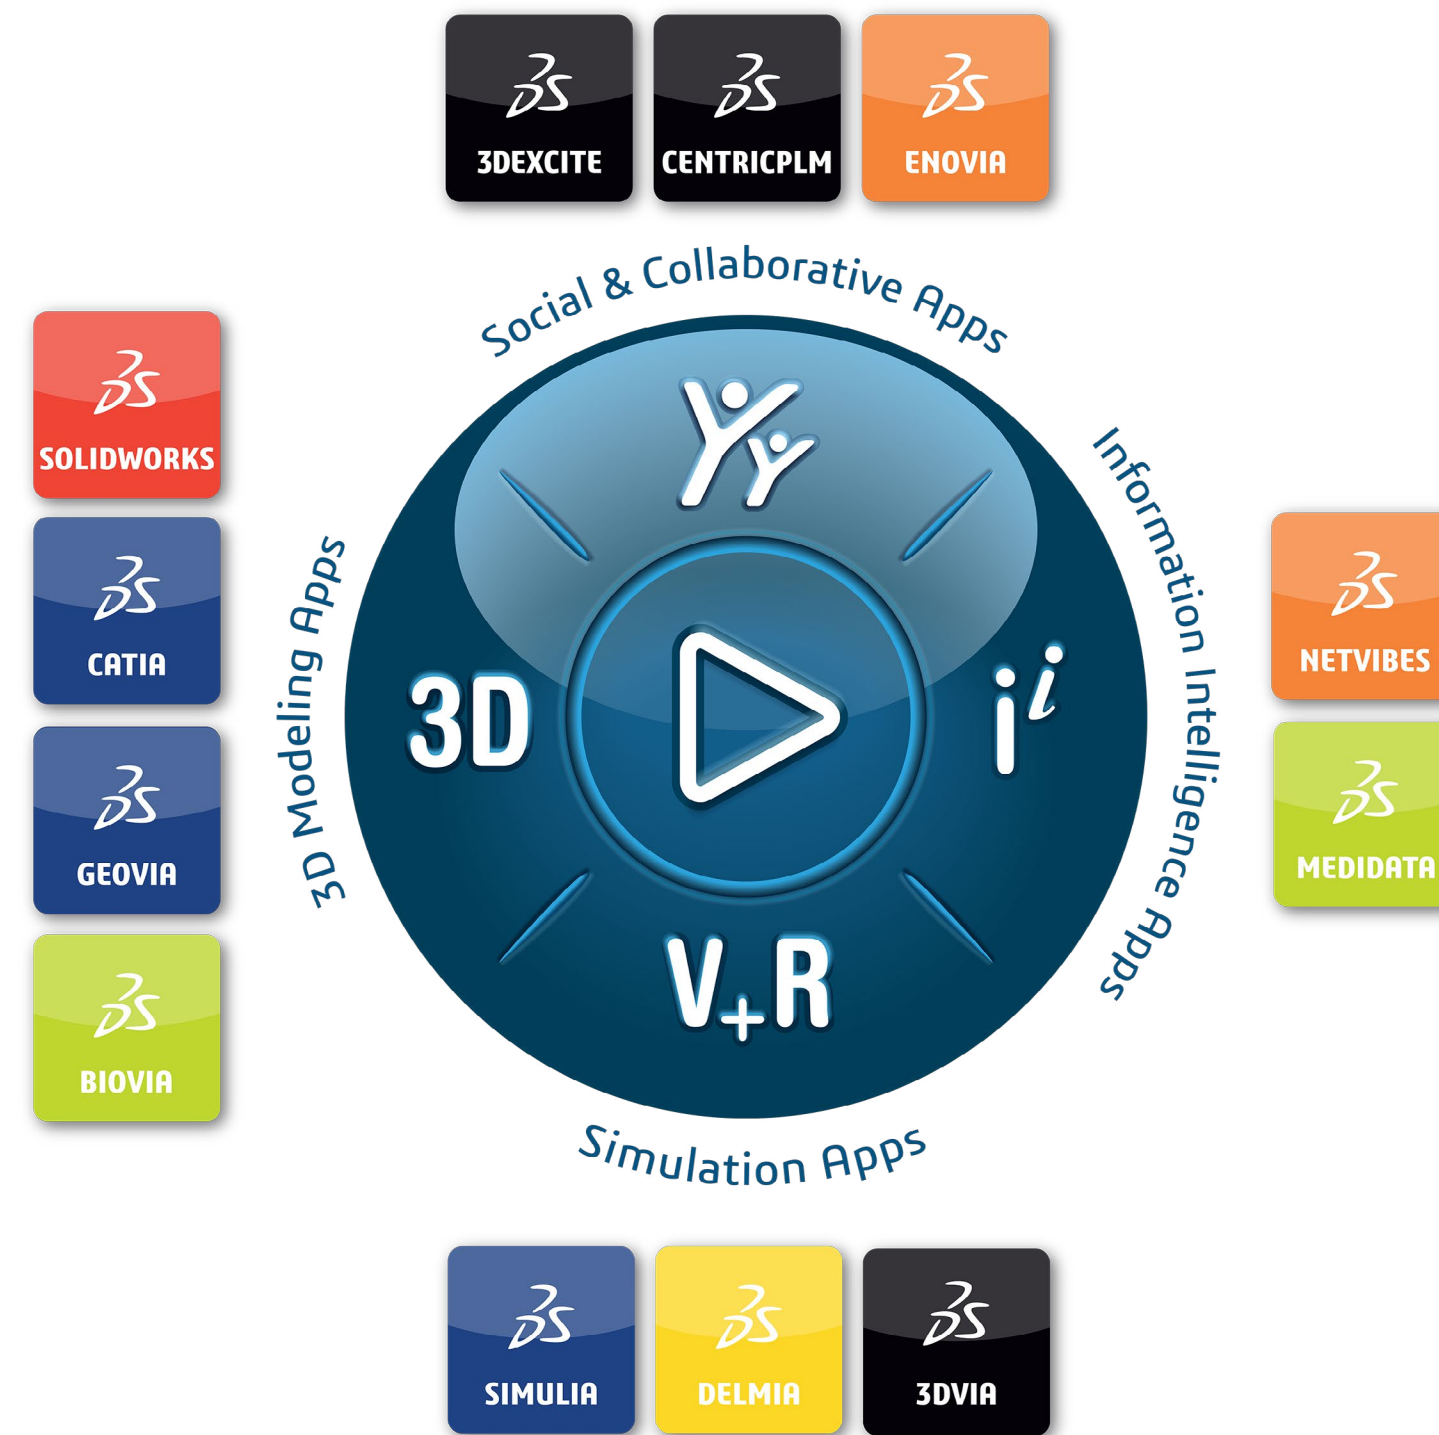 3DEXCITE
CENTRICPLM
ENOVIA
Social & Collaborative Apps
SOLIDWORKS
CATIA
GEOVIA
BIOVIA
3D Modeling Apps
3D
i i
V+R
Information Intelligence Apps
NETVIBES
MEDIDATA
Simulation Apps
SIMULIA
DELMIA
3DVIA